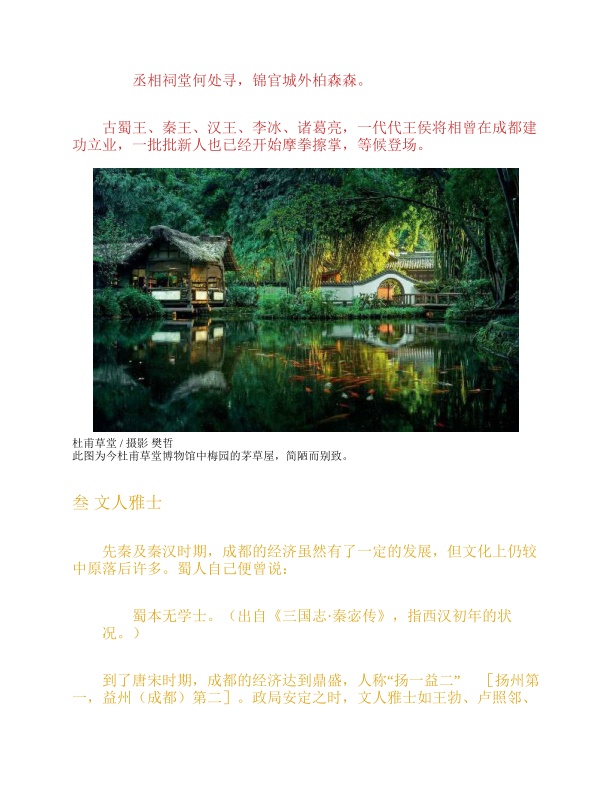 丞相祠堂何处寻，锦官城外柏森森。
古蜀王、秦王、汉王、李冰、诸葛亮，一代代王侯将相曾在成都建
功立业，一批批新人也已经开始摩拳擦掌，等候登场。
杜甫草堂 / 摄影 樊哲
此图为今杜甫草堂博物馆中梅园的茅草屋，简陋而别致。
叁 文人雅士
先秦及秦汉时期，成都的经济虽然有了一定的发展，但文化上仍较
中原落后许多。蜀人自己便曾说：
蜀本无学士。（出自《三国志·秦宓传》，指西汉初年的状
况。）
到了唐宋时期，成都的经济达到鼎盛，人称“扬一益二” ［扬州第
一，益州（成都）第二］。政局安定之时，文人雅士如王勃、卢照邻、